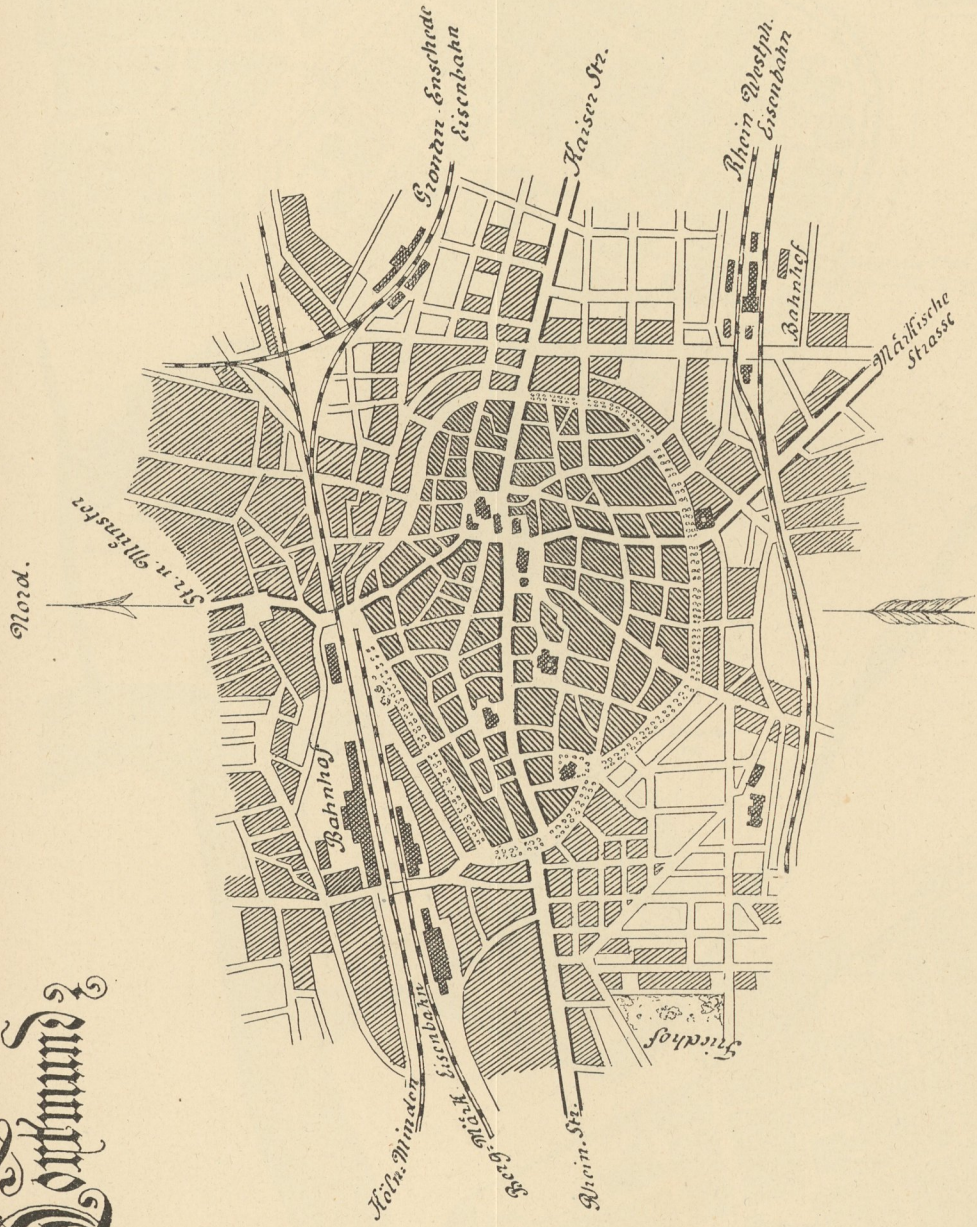 Dortmund
Nord.
Str. n. Münster
Gronau-Enschede
Eisenbahn
Kaiser Str.
Rhein Westph.
Eisenbahn
Bahnhof
Märkische
Strasse
Bahnhof
Köln-Minden
Berg-Märk. Eisenbahn
Rhein. Str.
Friedhof